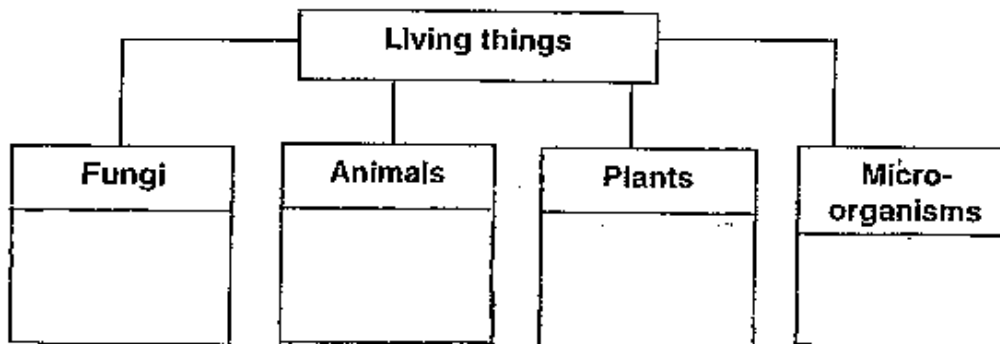 Living things
Fungi
Animals
Plants
Micro-
organisms